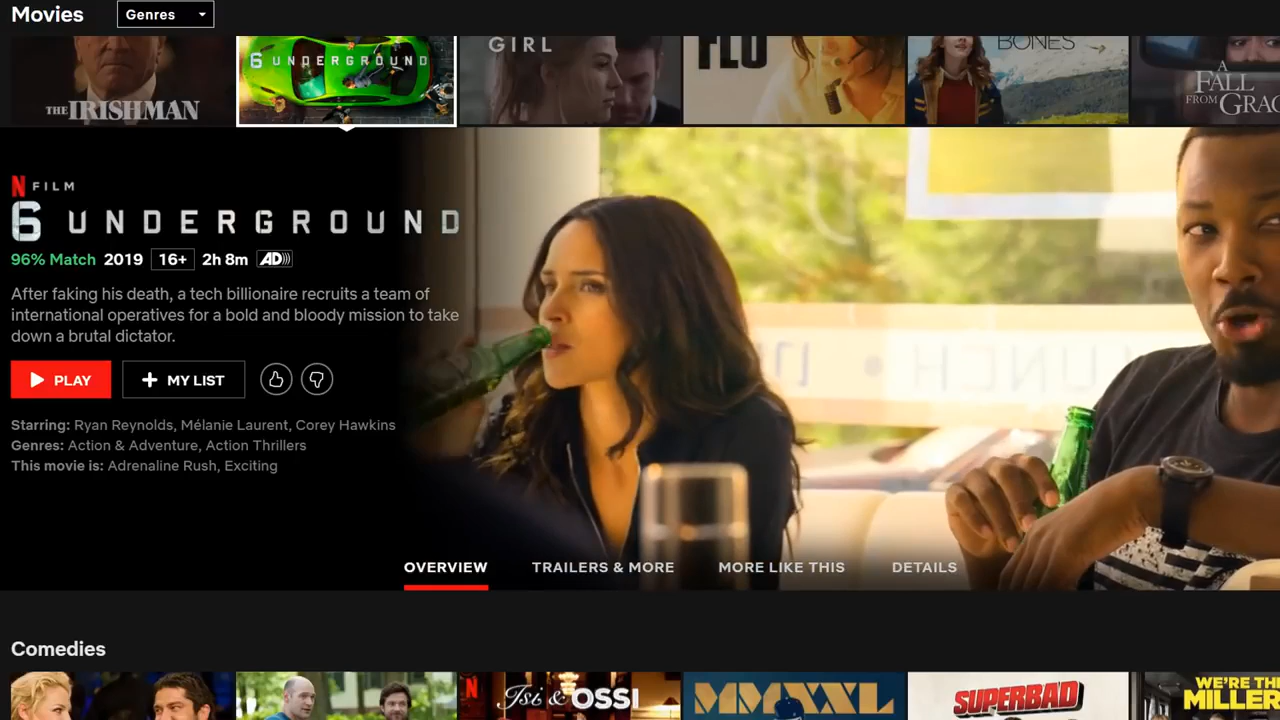 Movies
Genres
THE IRISHMAN
6 UNDERGROUND
GIRL
FLU
BONES
A FALL
FROM GRAC
N FILM
6 UNDERGROUND
96% Match 2019 16+ 2h 8m AD)))
After faking his death, a tech billionaire recruits a team of
international operatives for a bold and bloody mission to take
down a brutal dictator.
PLAY
MY LIST
Starring: Ryan Reynolds, Mélanie Laurent, Corey Hawkins
Genres: Action & Adventure, Action Thrillers
This movie is: Adrenaline Rush, Exciting
LUNCH
OVERVIEW
TRAILERS & MORE
MORE LIKE THIS
DETAILS
Comedies
N
Isi & OSSI
MMXXL
SUPERBAD
WE'RE TH
MILLER